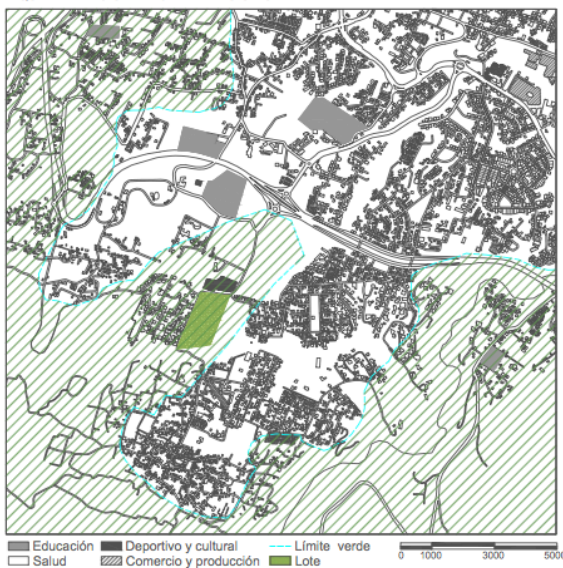 Educación Deportivo y cultural Límite verde
Salud Comercio y producción Lote
0 1000 3000 5000